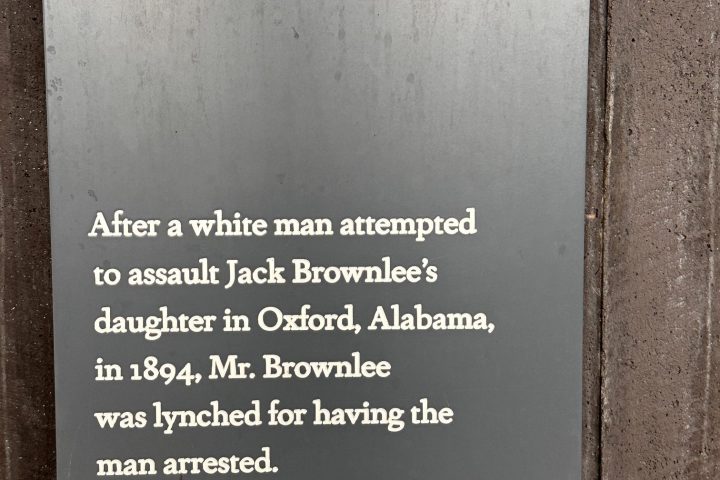 After a white man attempted
to assault Jack Brownlee's
daughter in Oxford, Alabama,
in 1894, Mr. Brownlee
was lynched for having the
man arrested.